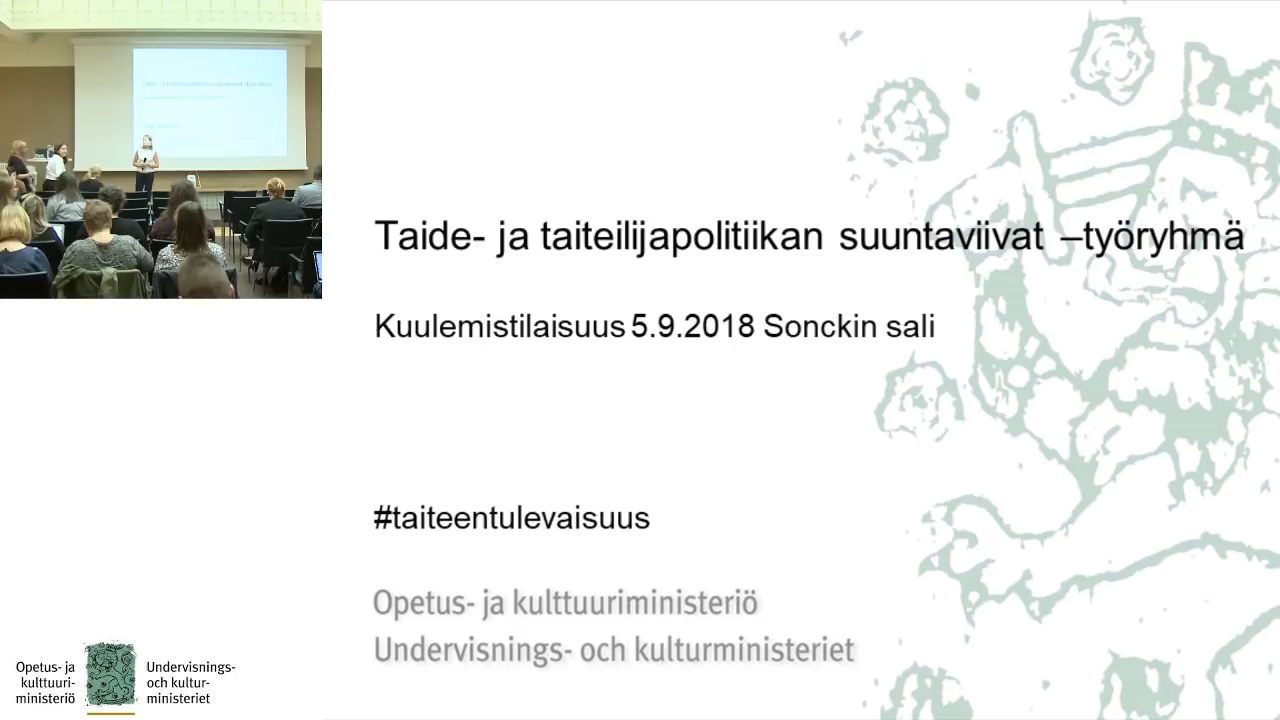 Taide- ja taiteilijapolitiikan suuntaviivat –työryhmä
Kuulemistilaisuus 5.9.2018 Sonckin sali
#taiteentulevaisuus
Opetus- ja kulttuuriministeriö
Undervisnings- och kulturministeriet
Opetus- ja
kulttuuri-
ministeriö
Undervisnings-
och kultur-
ministeriet